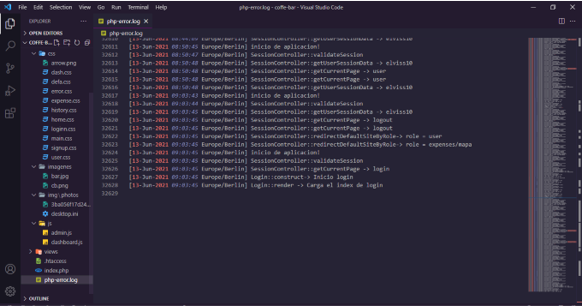 File Edit Selection View Go Run Terminal Help
php-error.log - coffe-bar - Visual Studio Code
EXPLORER
php-error.log
OPEN EDITORS
php-error.log
COFFE-B...
css
arrow.png
dash.css
defa.css
error.css
expense.css
history.css
home.css
login.css
main.css
signup.css
user.css
imagenes
bar.jpg
cb.png
img\photos
desktop.ini
js
admin.js
dashboard.js
views
.htaccess
index.php
php-error.log
OUTLINE
32610 [13-Jun-2021 08:50:45 Europe/Berlin] SessionController::getUserSessionData -> elviss10
32611 [13-Jun-2021 08:50:45 Europe/Berlin] inicio de aplicacion!
32612 [13-Jun-2021 08:50:47 Europe/Berlin] SessionController::validateSession
32613 [13-Jun-2021 08:50:48 Europe/Berlin] SessionController::getUserSessionData -> elviss10
32614 [13-Jun-2021 08:50:48 Europe/Berlin] SessionController::getCurrentPage -> user
32615 [13-Jun-2021 08:50:48 Europe/Berlin] SessionController::getCurrentPage -> user
32616 [13-Jun-2021 08:50:48 Europe/Berlin] SessionController::getUserSessionData -> elviss10
32617 [13-Jun-2021 09:03:43 Europe/Berlin] inicio de aplicacion!
32618 [13-Jun-2021 09:03:44 Europe/Berlin] SessionController::validateSession
32619 [13-Jun-2021 09:03:45 Europe/Berlin] SessionController::getUserSessionData -> elviss10
32620 [13-Jun-2021 09:03:45 Europe/Berlin] SessionController::getCurrentPage -> logout
32621 [13-Jun-2021 09:03:45 Europe/Berlin] SessionController::getCurrentPage -> logout
32622 [13-Jun-2021 09:03:45 Europe/Berlin] SessionController::redirectDefaultSiteByRole-> role = user
32623 [13-Jun-2021 09:03:45 Europe/Berlin] SessionController::redirectDefaultSiteByRole-> role = expenses/mapa
32624 [13-Jun-2021 09:03:45 Europe/Berlin] inicio de aplicacion!
32625 [13-Jun-2021 09:03:45 Europe/Berlin] SessionController::validateSession
32626 [13-Jun-2021 09:03:45 Europe/Berlin] SessionController::getCurrentPage -> login
32627 [13-Jun-2021 09:03:45 Europe/Berlin] Login::construct-> Inicio login
32628 [13-Jun-2021 09:03:45 Europe/Berlin] Login::render -> Carga el index de login
32629